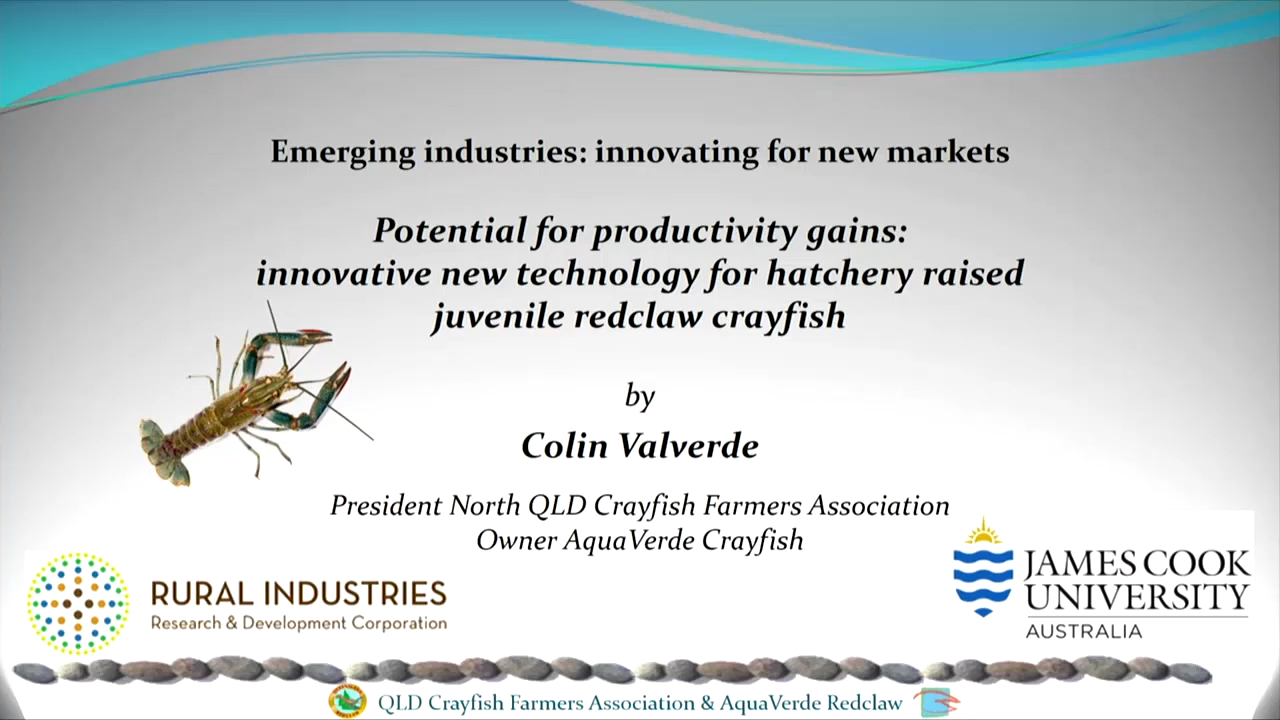 Emerging industries: innovating for new markets
Potential for productivity gains:
innovative new technology for hatchery raised
juvenile redclaw crayfish
by
Colin Valverde
President North QLD Crayfish Farmers Association
Owner AquaVerde Crayfish
RURAL INDUSTRIES
Research & Development Corporation
JAMES COOK
UNIVERSITY
AUSTRALIA
QLD Crayfish Farmers Association & AquaVerde Redclaw